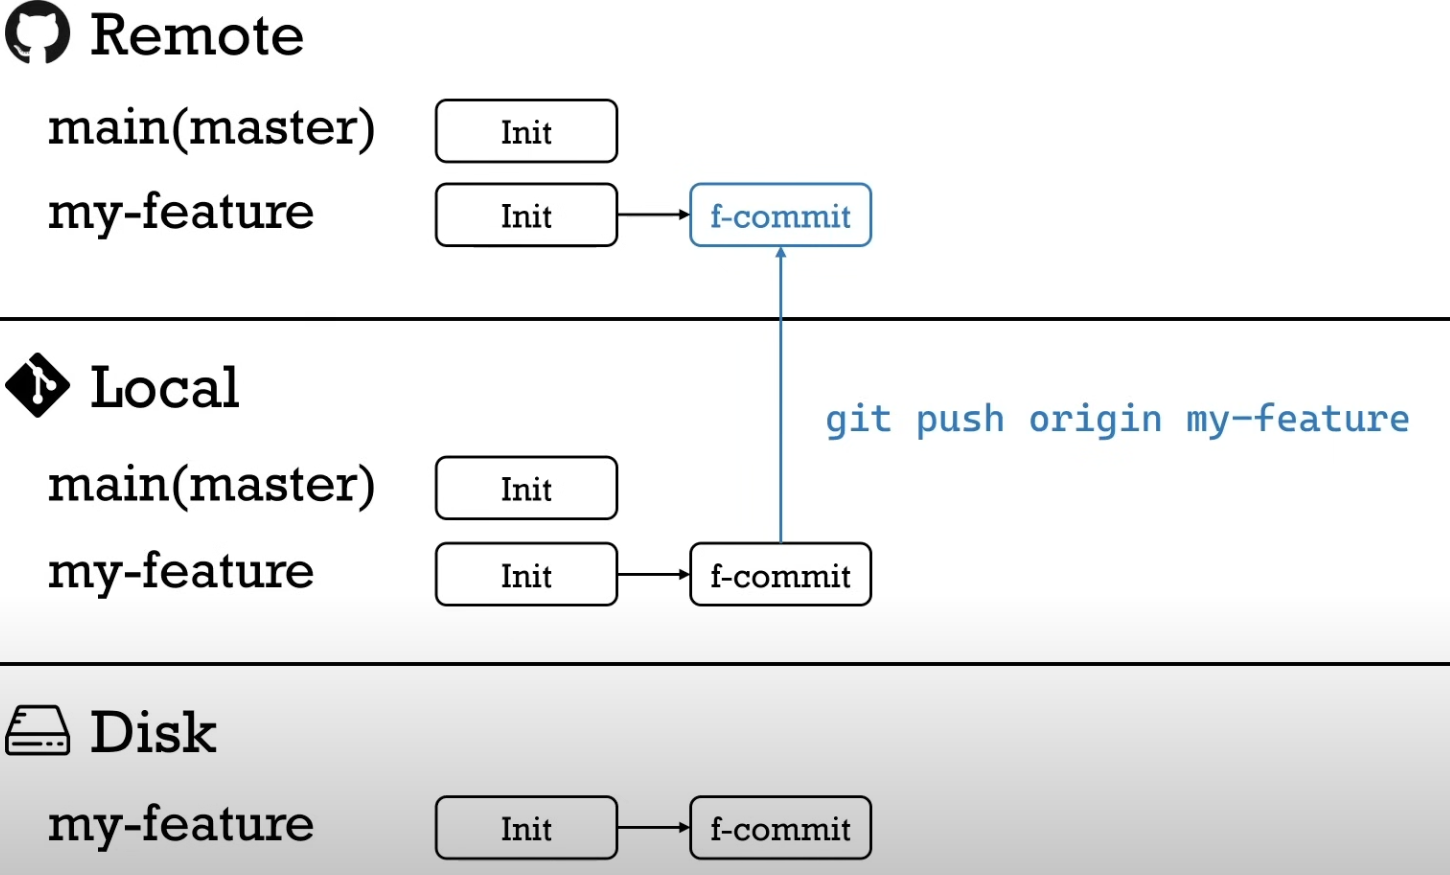 Remote
main(master) Init
my-feature Init f-commit
Local
git push origin my-feature
main(master) Init
my-feature Init f-commit
Disk
my-feature Init f-commit